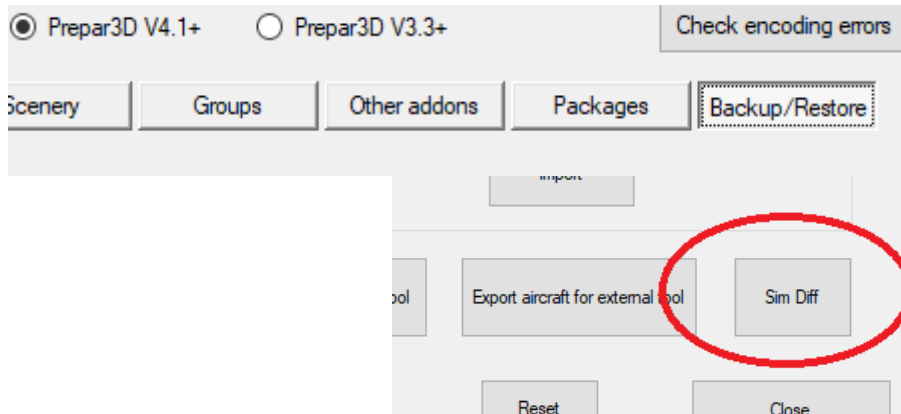 Prepar3D V4.1+ Prepar3D V3.3+ Check encoding errors
Scenery Groups Other addons Packages Backup/Restore
Import
ool Export aircraft for external tool Sim Diff
Reset Close